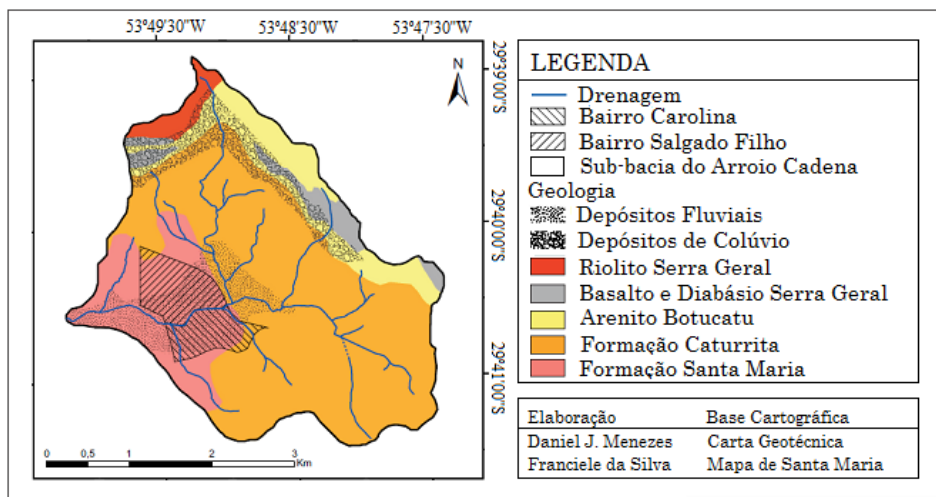 53°49'30"W 53°48'30"W 53°47'30"W
N
29°39'00"S
29°40'00"S
29°41'00"S
0 0,5 1 2 3
Km
LEGENDA
Drenagem
Bairro Carolina
Bairro Salgado Filho
Sub-bacia do Arroio Cadena
Geologia
Depósitos Fluviais
Depósitos de Colúvio
Riolito Serra Geral
Basalto e Diabásio Serra Geral
Arenito Botucatu
Formação Caturrita
Formação Santa Maria
Elaboração Base Cartográfica
Daniel J. Menezes Carta Geotécnica
Franciele da Silva Mapa de Santa Maria